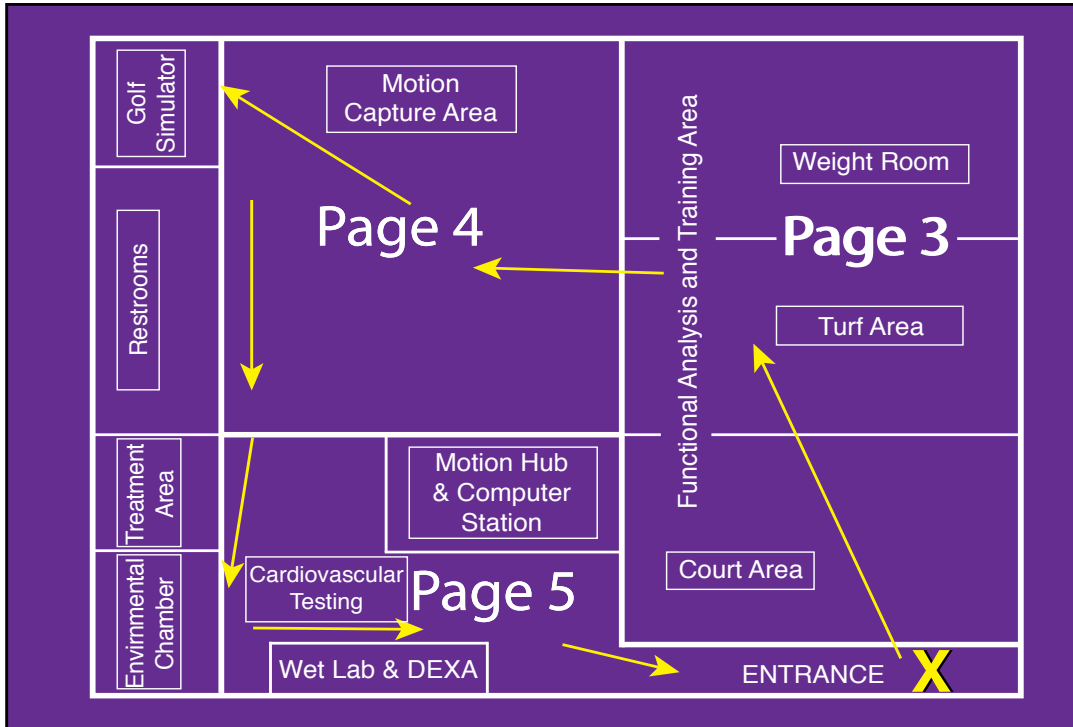 Golf
Simulator
Motion
Capture Area
Functional Analysis and Training Area
Weight Room
Restrooms
Page 4
Page 3
Turf Area
Treatment
Area
Motion Hub
& Computer
Station
Envirnmental
Chamber
Cardiovascular
Testing
Page 5
Court Area
Wet Lab & DEXA
ENTRANCE X